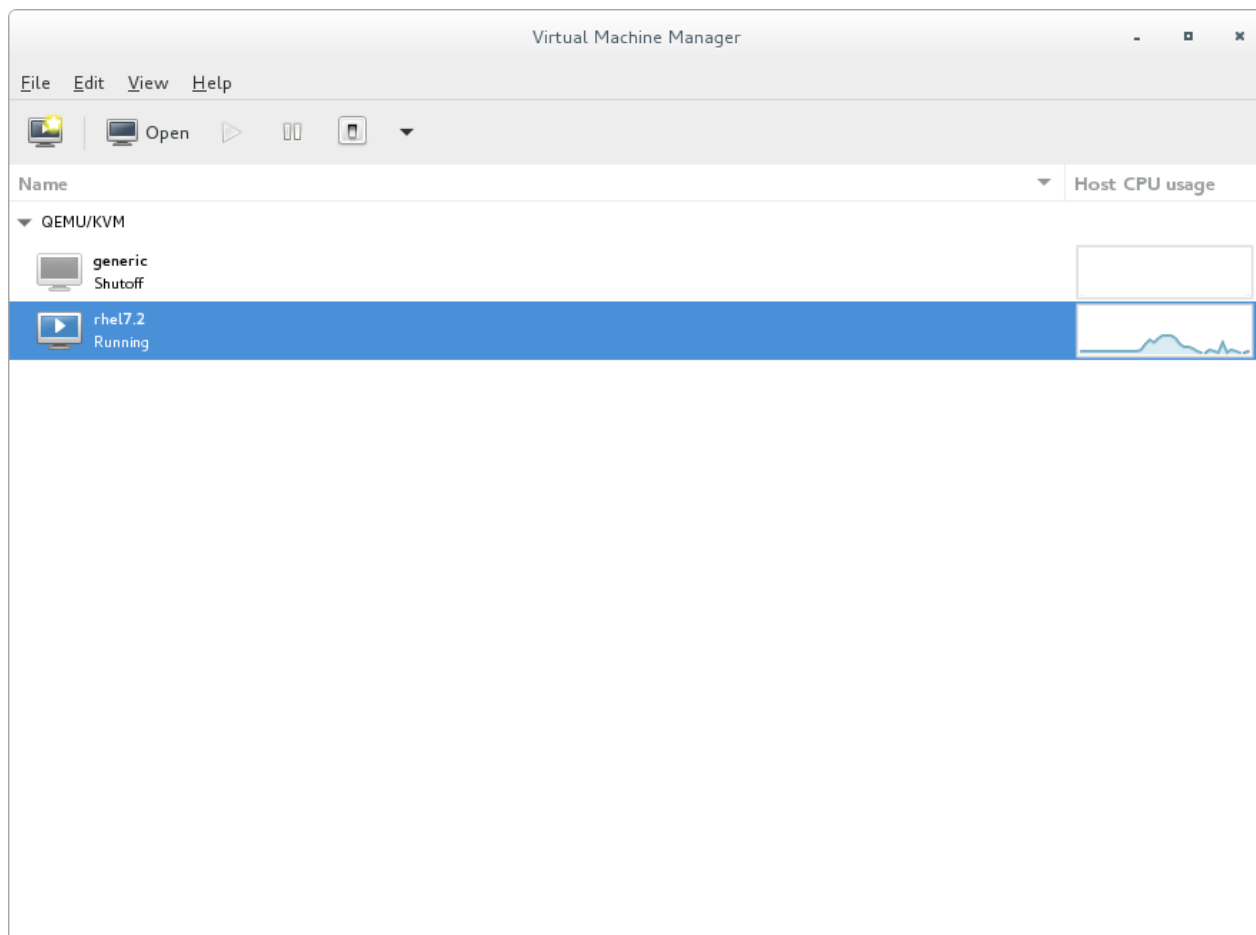 Virtual Machine Manager
File Edit View Help
Open
Name Host CPU usage
QEMU/KVM
generic
Shutoff
rhel7.2
Running